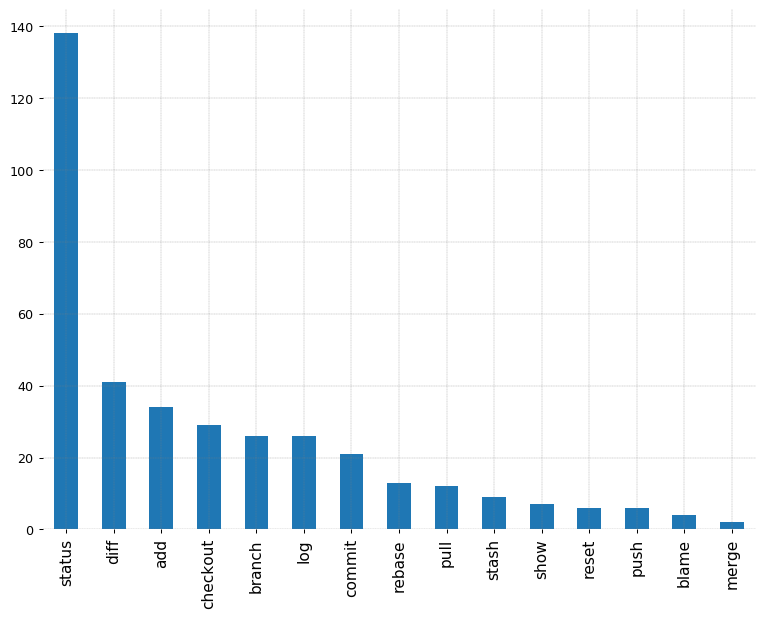 140
120
100
80
60
40
20
0
status
diff
add
checkout
branch
log
commit
rebase
pull
stash
show
reset
push
blame
merge